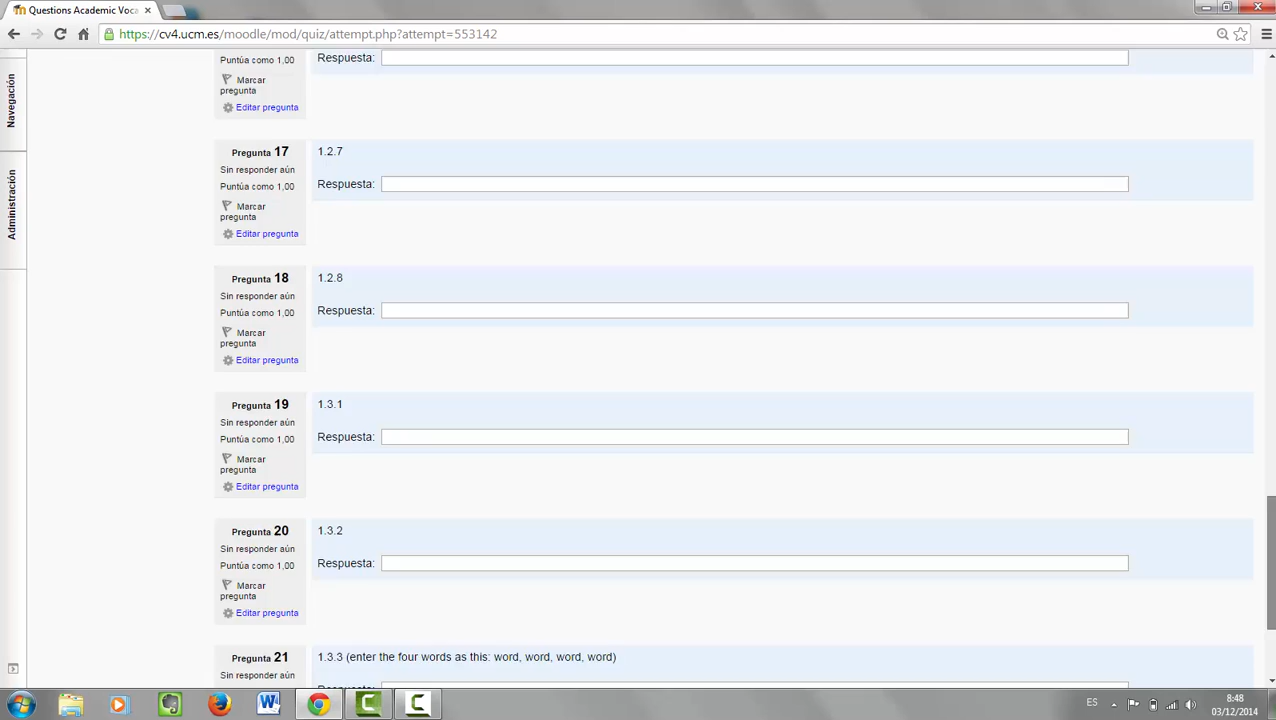 Questions Academic Voca
https://cv4.ucm.es/moodle/mod/quiz/attempt.php?attempt=553142
Navegación
Administración
Puntúa como 1,00
Marcar
pregunta
Editar pregunta
Respuesta:
Pregunta 17
Sin responder aún
Puntúa como 1,00
Marcar
pregunta
Editar pregunta
1.2.7
Respuesta:
Pregunta 18
Sin responder aún
Puntúa como 1,00
Marcar
pregunta
Editar pregunta
1.2.8
Respuesta:
Pregunta 19
Sin responder aún
Puntúa como 1,00
Marcar
pregunta
Editar pregunta
1.3.1
Respuesta:
Pregunta 20
Sin responder aún
Puntúa como 1,00
Marcar
pregunta
Editar pregunta
1.3.2
Respuesta:
Pregunta 21
Sin responder aún
1.3.3 (enter the four words as this: word, word, word, word)
Respuesta:
ES
8:48
03/12/2014